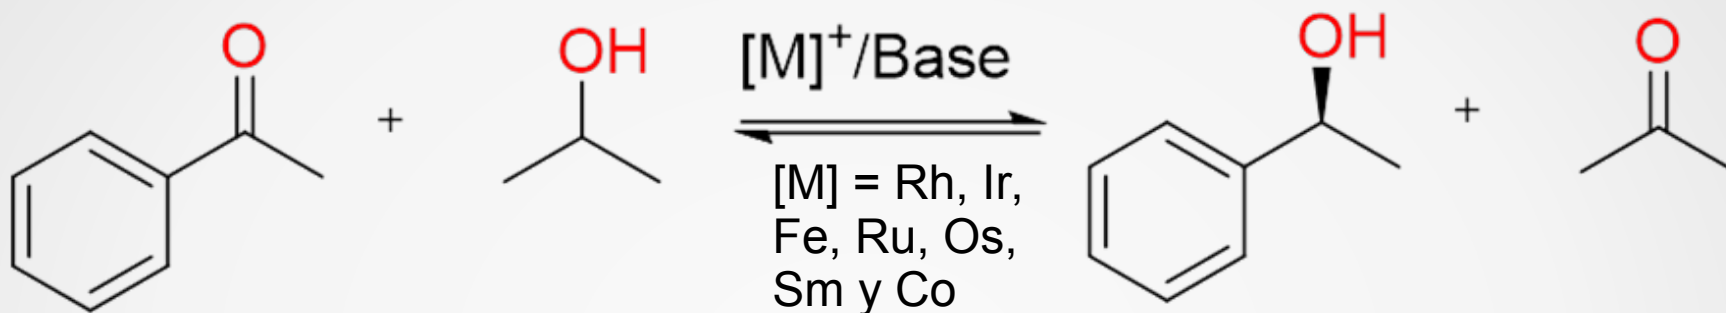 O
+
OH
[M]⁺/Base
[M] = Rh, Ir,
Fe, Ru, Os,
Sm y Co
OH
+
O